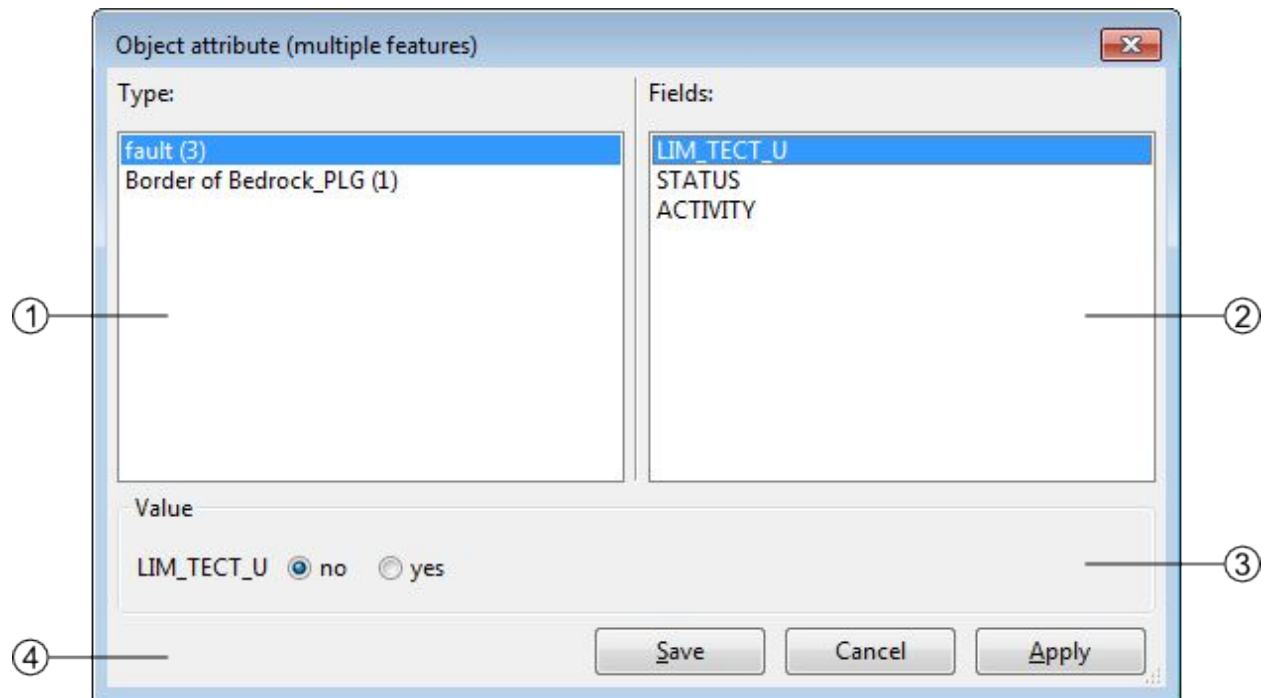 Object attribute (multiple features)
Type:
Fields:
fault (3)
Border of Bedrock_PLG (1)
LIM_TECT_U
STATUS
ACTIVITY
1
2
Value
LIM_TECT_U no yes
3
4
Save Cancel Apply